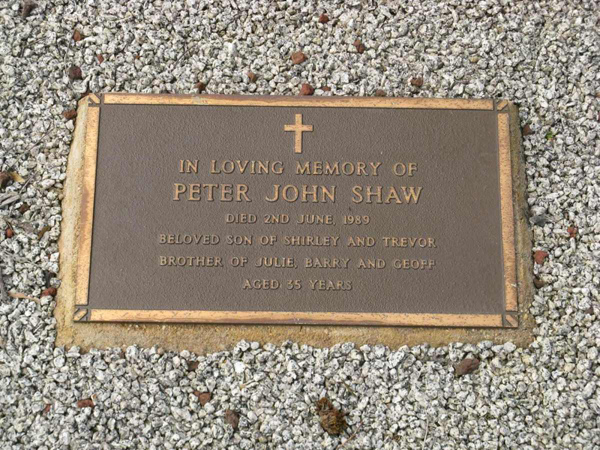 IN LOVING MEMORY OF
PETER JOHN SHAW
DIED 2ND JUNE, 1989
BELOVED SON OF SHIRLEY AND TREVOR
BROTHER OF JULIE, BARRY AND GEOFF
AGED 35 YEARS